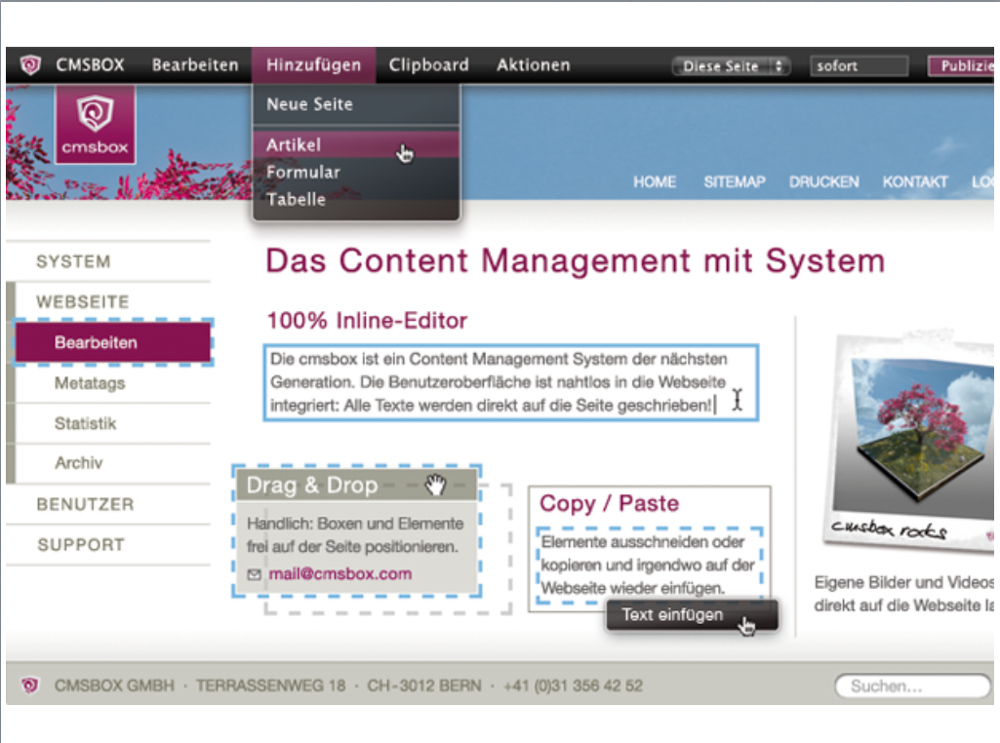 CMSBOX Bearbeiten Hinzufügen Clipboard Aktionen Diese Seite sofort Publizie
Neue Seite
Artikel
Formular
Tabelle
cmsbox
HOME SITEMAP DRUCKEN KONTAKT LO
SYSTEM
WEBSEITE
Bearbeiten
Metatags
Statistik
Archiv
BENUTZER
SUPPORT
Das Content Management mit System
100% Inline-Editor
Die cmsbox ist ein Content Management System der nächsten
Generation. Die Benutzeroberfläche ist nahtlos in die Webseite
integriert: Alle Texte werden direkt auf die Seite geschrieben!
Drag & Drop
Handlich: Boxen und Elemente
frei auf der Seite positionieren.
mail@cmsbox.com
Copy / Paste
Elemente ausschneiden oder
kopieren und irgendwo auf der
Webseite wieder einfügen.
Text einfügen
cmsbox rocks
Eigene Bilder und Videos
direkt auf die Webseite la
CMSBOX GMBH · TERRASSENWEG 18 · CH-3012 BERN · +41 (0)31 356 42 52
Suchen...